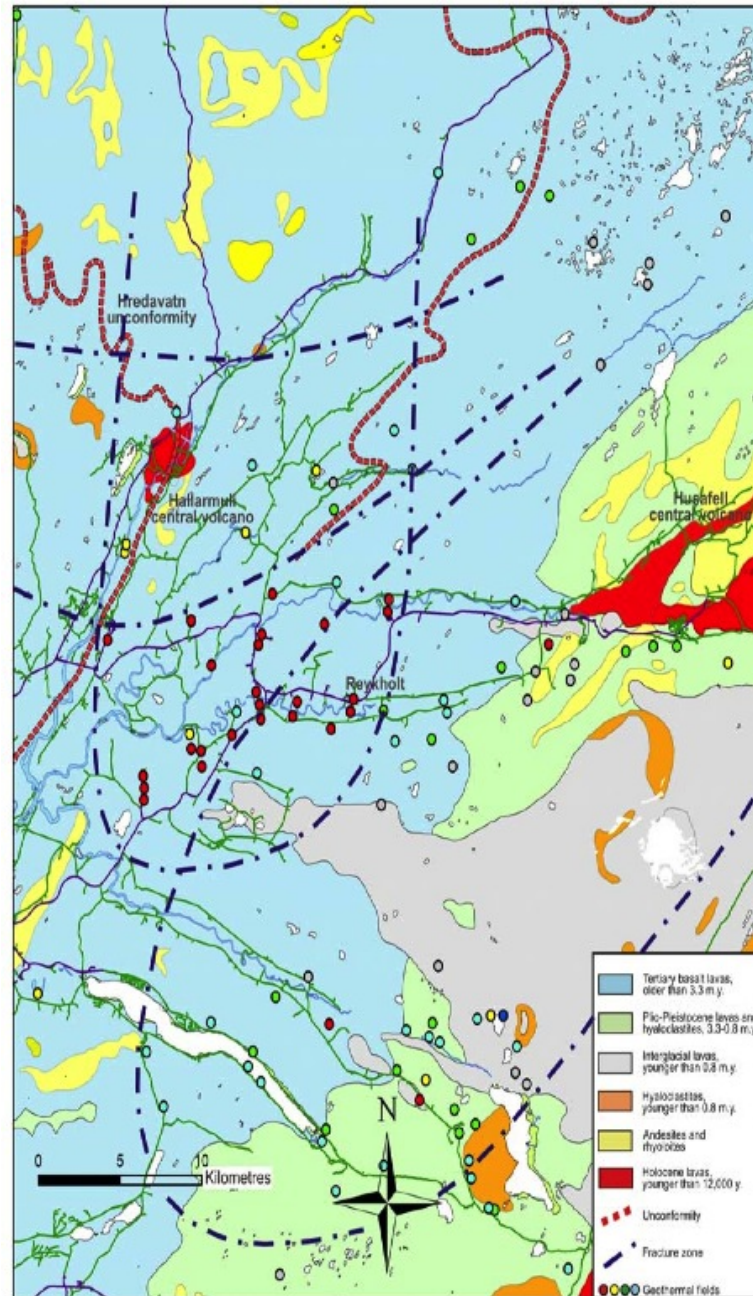 Hredavatn
unconformity
Hallarmuli
central volcano
Husafell
central volcano
Reykholt
N
0 5 10
Kilometres
Tertiary basalt lavas,
older than 3.3 m.y.
Plio-Pleistocene lavas and
hyaloclastites, 3.3-0.8 m.y
Interglacial lavas,
younger than 0.8 m.y.
Hyaloclastites,
younger than 0.8 m.y.
Andesites and
rhyolites
Holocene lavas,
younger than 12,000 y.
Unconformity
Fracture zone
Geothermal fields